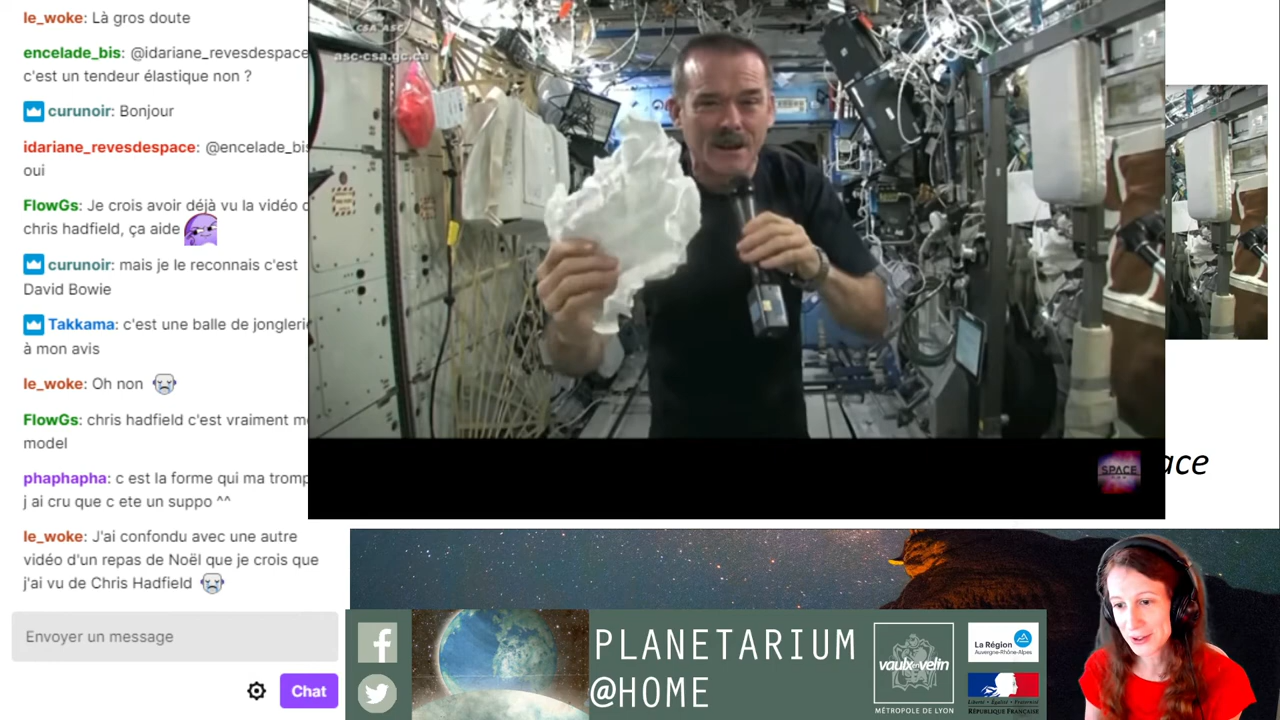 le_woke: Là gros doute
encelade_bis: @idariane_revesdespace
c'est un tendeur élastique non ?
curunoir: Bonjour
idariane_revesdespace: @encelade_bis
oui
FlowGs: Je crois avoir déjà vu la vidéo
chris hadfield, ça aide
curunoir: mais je le reconnais c'est
David Bowie
Takkama: c'est une balle de jonglerie
à mon avis
le_woke: Oh non
FlowGs: chris hadfield c'est vraiment
model
phaphapha: c est la forme qui ma tromp
j ai cru que c ete un suppo ^^
le_woke: J'ai confondu avec une autre
vidéo d'un repas de Noël que je crois que
j'ai vu de Chris Hadfield
Envoyer un message
Chat
CSA ASC
asc-csa.gc.ca
SPACE
ace
PLANETARIUM
@HOME
vaulx-en-velin
MÉTROPOLE DE LYON
La Région
Auvergne-Rhône-Alpes
Liberté • Égalité • Fraternité
RÉPUBLIQUE FRANÇAISE